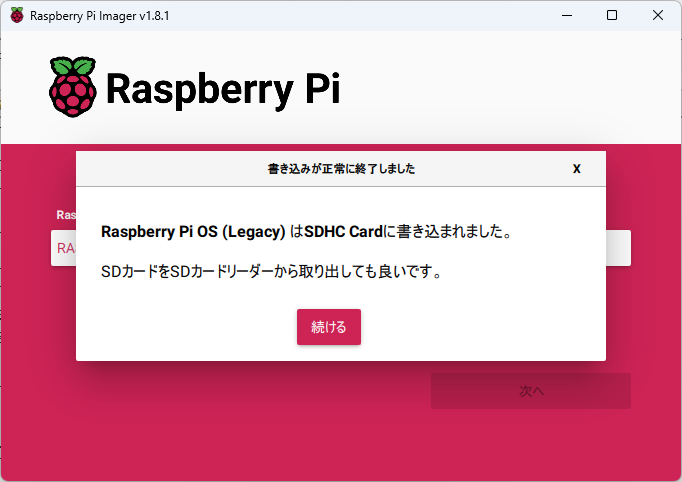 Raspberry Pi Imager v1.8.1
Raspberry Pi
書き込みが正常に終了しました X
Ras
Raspberry Pi OS (Legacy) はSDHC Cardに書き込まれました。
RA
SDカードをSDカードリーダーから取り出しても良いです。
続ける
次へ